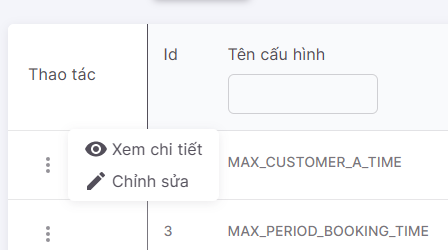 Thao tác
Id
Tên cấu hình
Xem chi tiết
MAX_CUSTOMER_A_TIME
Chỉnh sửa
3
MAX_PERIOD_BOOKING_TIME